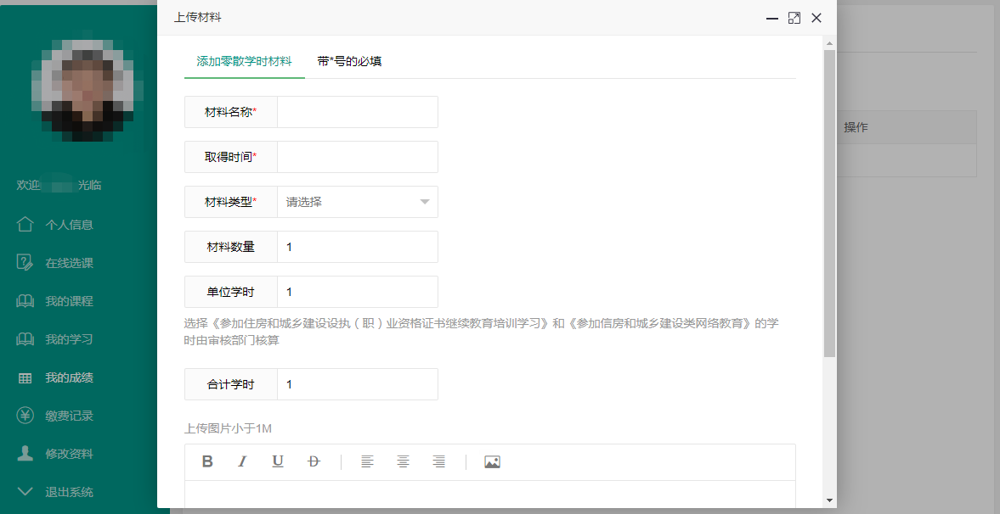 上传材料
添加零散学时材料 带*号的必填
材料名称*
取得时间*
材料类型* 请选择
材料数量 1
单位学时 1
选择《参加住房和城乡建设设执（职）业资格证书继续教育培训学习》和《参加信房和城乡建设类网络教育》的学
时由审核部门核算
合计学时 1
上传图片小于1M
B I U D
操作
欢迎 光临
个人信息
在线选课
我的课程
我的学习
我的成绩
缴费记录
修改资料
退出系统